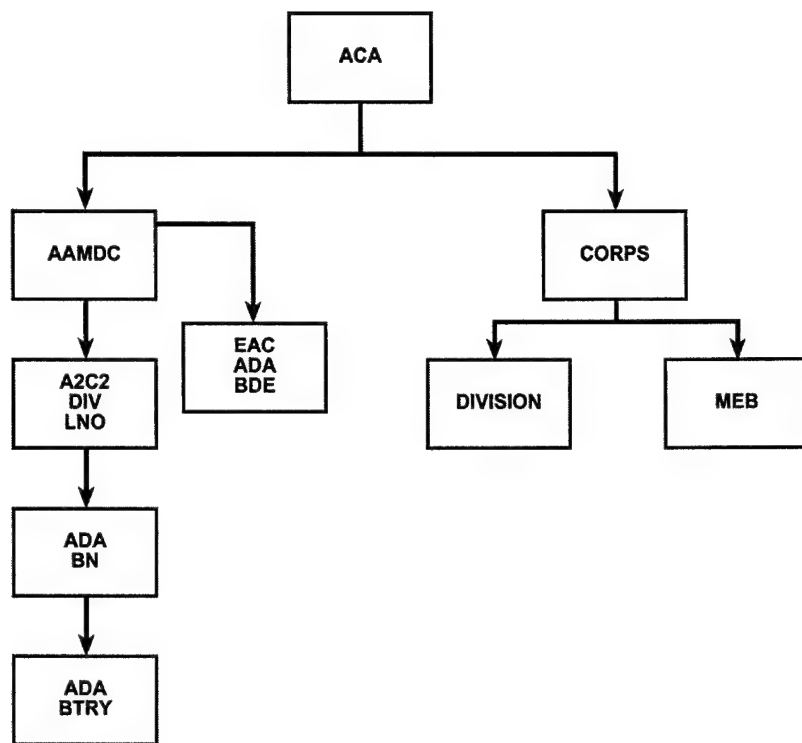 ACA
AAMDC
CORPS
EAC
ADA
BDE
A2C2
DIV
LNO
DIVISION
MEB
ADA
BN
ADA
BTRY